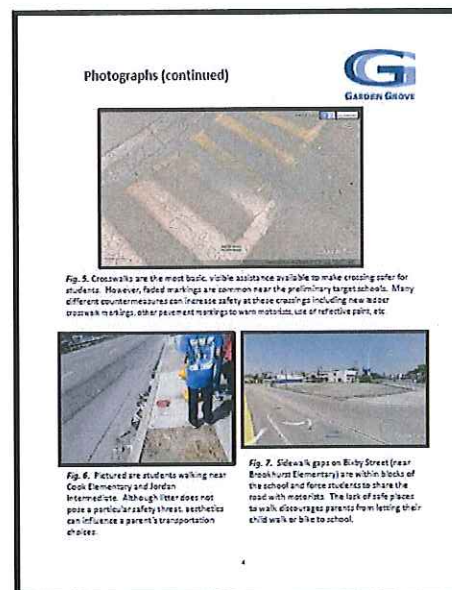 Photographs (continued)
GARDEN GROVE
Fig. 5. Crosswalks are the most basic, visible assistance available to make crossing safer for
students. However, faded markings are common near the preliminary target schools. Many
different countermeasures can increase safety at these crossings including new ladder
crosswalk markings, other pavement markings to warn motorists, use of reflective paint, etc
Fig. 6. Pictured are students walking near
Cook Elementary and Jordan
Intermediate. Although litter does not
pose a particular safety threat, aesthetics
can influence a parent's transportation
choices.
Fig. 7. Sidewalk gaps on Bixby Street (near
Brookhurst Elementary) are within blocks of
the school and force students to share the
road with motorists. The lack of safe places
to walk discourages parents from letting their
child walk or bike to school.
4